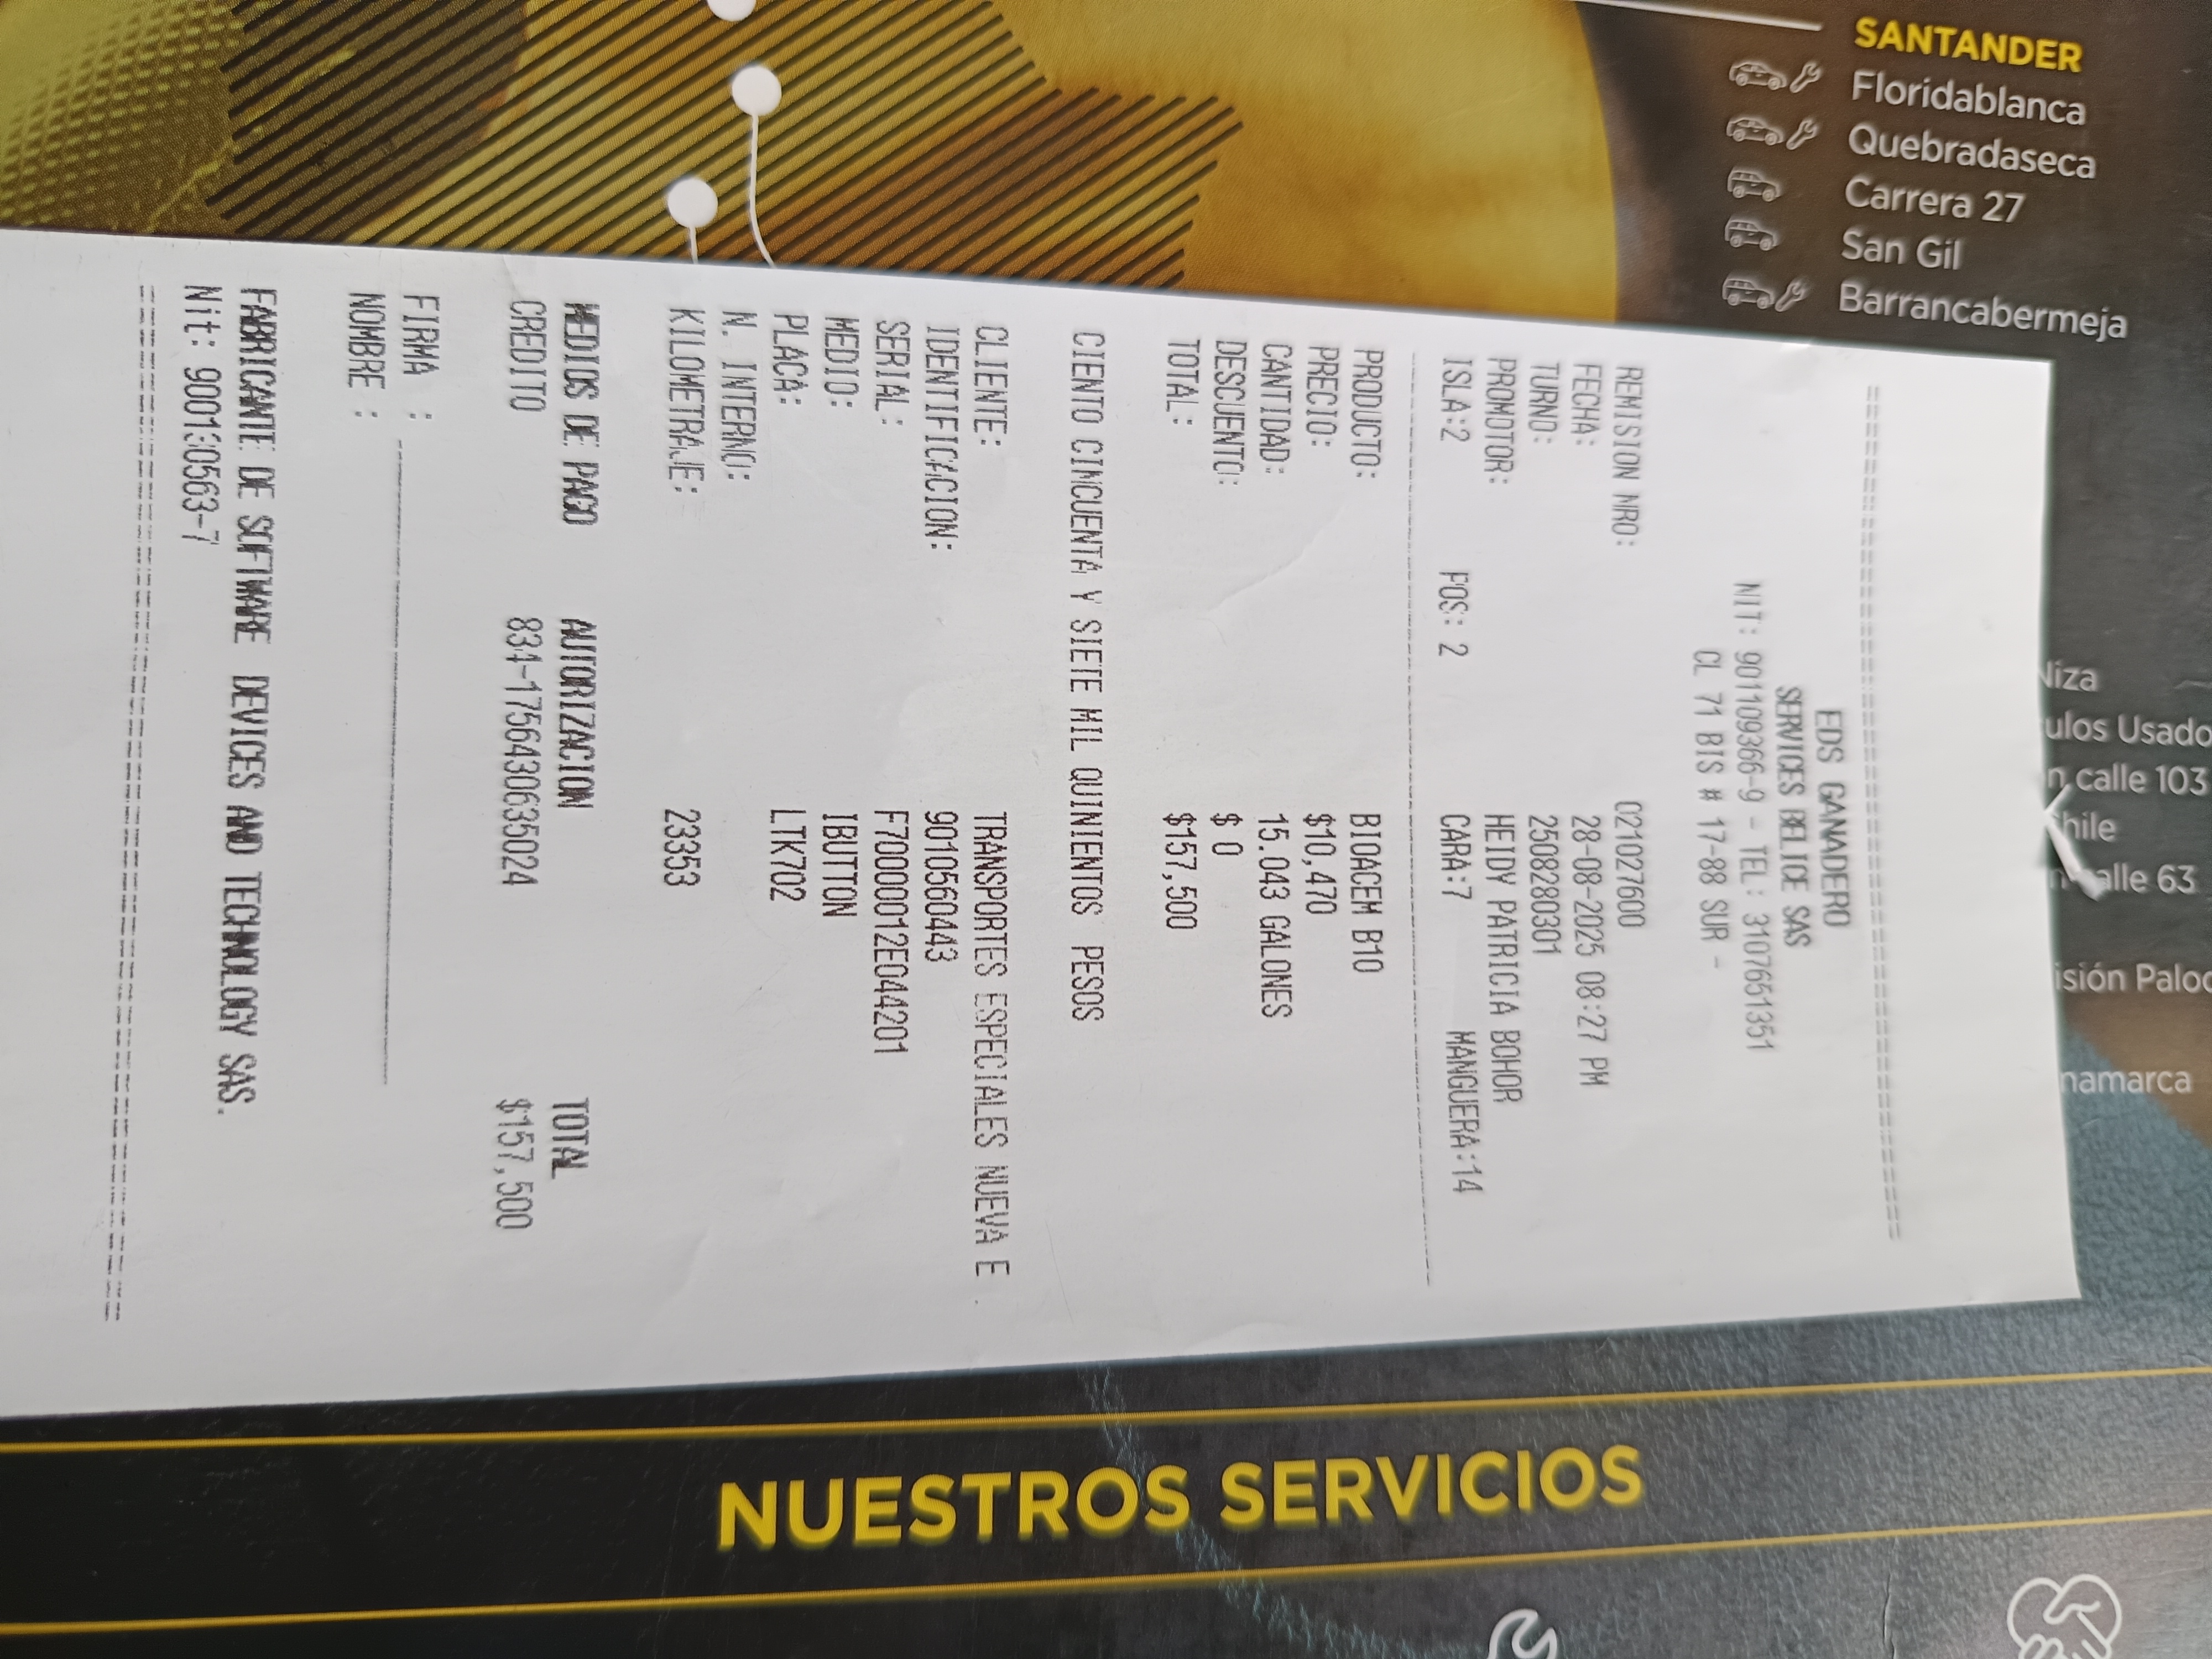 EDS GANADERO
SERVICES BELICE SAS
NIT: 901109366-9 - TEL: 3107651351
CL 71 BIS # 17-88 SUR -
REMISION NRO: 021027600
FECHA: 28-08-2025 08:27 PM
TURNO: 2508280301
PROMOTOR: HEIDY PATRICIA BOHOR
ISLA:2 POS: 2 CARA:7 MANGUERA:14
PRODUCTO: BIOACEM B10
PRECIO: $10,470
CANTIDAD: 15.043 GALONES
DESCUENTO: $ 0
TOTAL: $157,500
CIENTO CINCUENTA Y SIETE MIL QUINIENTOS PESOS
CLIENTE: TRANSPORTES ESPECIALES NUEVA E .
IDENTIFICACION: 9010560443
SERIAL: F700000012E044201
MEDIO: IBUTTON
PLACA: LTK702
N. INTERNO:
KILOMETRAJE: 23353
MEDIOS DE PAGO AUTORIZACION TOTAL
CREDITO 834-1756430635024 $157,500
FIRMA :
NOMBRE :
FABRICANTE DE SOFTWARE DEVICES AND TECHNOLOGY SAS.
Nit:
SANTANDER
Floridablanca
Quebradaseca
Carrera 27
San Gil
Barrancabermeja
Niza
ulos Usado
n calle 103
hile
alle 63
isión Paloq
namarca
NUESTROS SERVICIOS